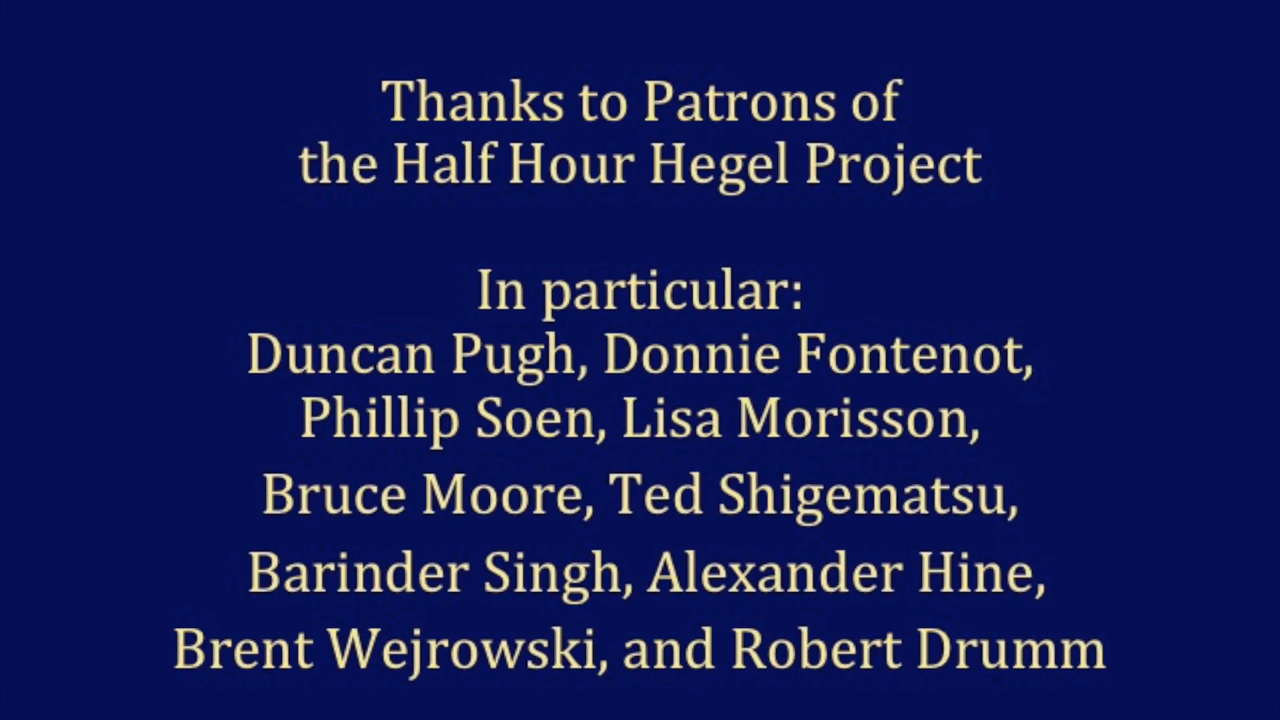 Thanks to Patrons of
the Half Hour Hegel Project
In particular:
Duncan Pugh, Donnie Fontenot,
Phillip Soen, Lisa Morisson,
Bruce Moore, Ted Shigematsu,
Barinder Singh, Alexander Hine,
Brent Wejrowski, and Robert Drumm